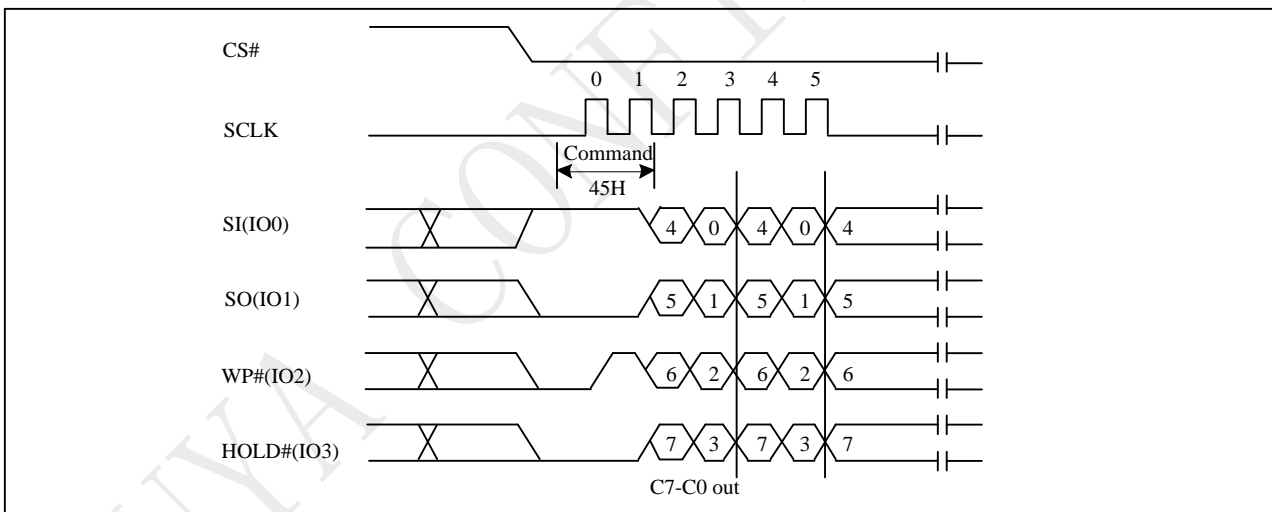 CS#
0 1 2 3 4 5
SCLK
Command
45H
SI(IO0)
4 0 4 0 4
SO(IO1)
5 1 5 1 5
WP#(IO2)
6 2 6 2 6
HOLD#(IO3)
7 3 7 3 7
C7-C0 out